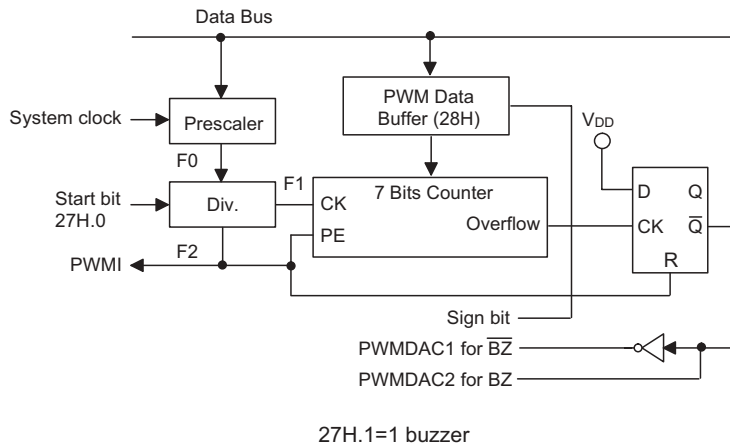 Data Bus
System clock
Prescaler
PWM Data
Buffer (28H)
VDD
F0
F1
Start bit
27H.0
Div.
7 Bits Counter
CK
PE
Overflow
D
Q
CK
Q̅
R
F2
PWMI
Sign bit
PWMDAC1 for B̅Z̅
PWMDAC2 for BZ
27H.1=1 buzzer